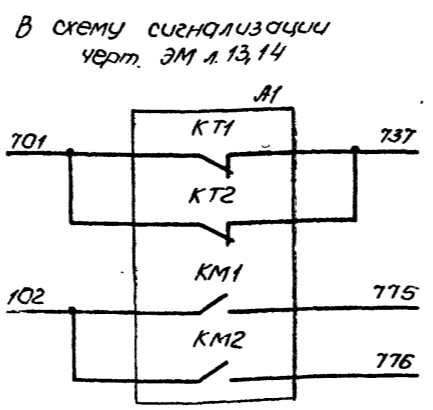 В схему сигнализации
черт. ЭМ л. 13, 14
А1
701 КТ1 737
КТ2
КМ1
102 775
КМ2
776